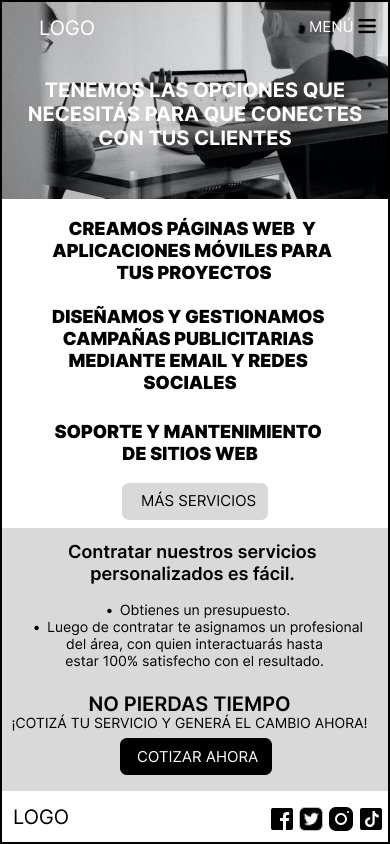 LOGO
MENÚ
TENEMOS LAS OPCIONES QUE
NECESITÁS PARA QUE CONECTES
CON TUS CLIENTES
CREAMOS PÁGINAS WEB Y
APLICACIONES MÓVILES PARA
TUS PROYECTOS
DISEÑAMOS Y GESTIONAMOS
CAMPAÑAS PUBLICITARIAS
MEDIANTE EMAIL Y REDES
SOCIALES
SOPORTE Y MANTENIMIENTO
DE SITIOS WEB
MÁS SERVICIOS
Contratar nuestros servicios
personalizados es fácil.
• Obtienes un presupuesto.
• Luego de contratar te asignamos un profesional
del área, con quien interactuarás hasta
estar 100% satisfecho con el resultado.
NO PIERDAS TIEMPO
¡COTIZÁ TU SERVICIO Y GENERÁ EL CAMBIO AHORA!
COTIZAR AHORA
LOGO